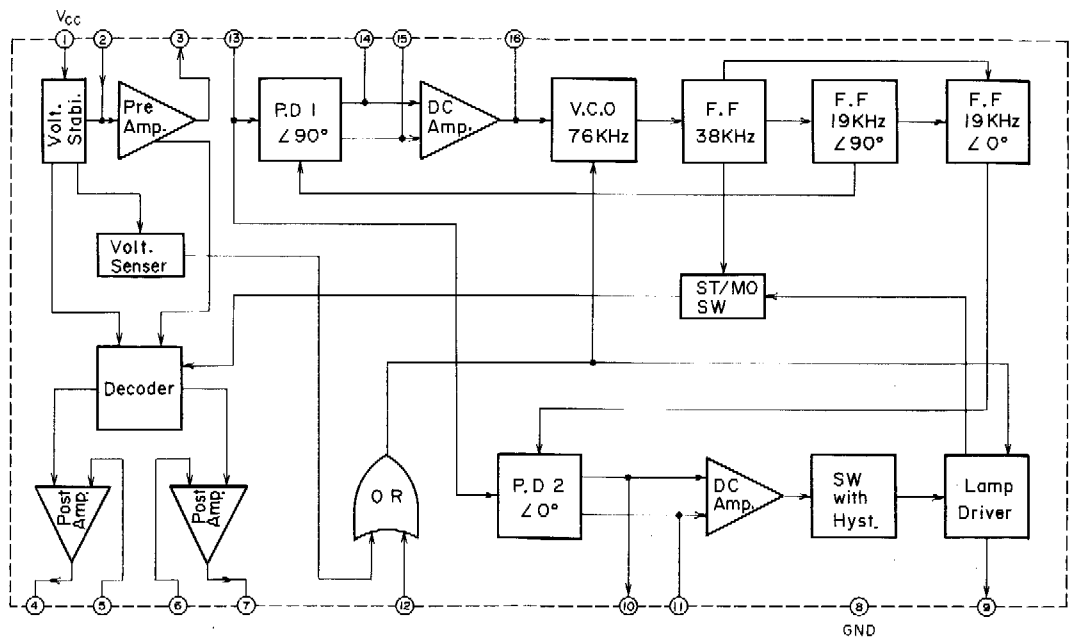 Vcc
1
2
3
13
14
15
16
Volt.
Stabi.
Pre
Amp.
P.D 1
∠90°
DC
Amp.
V.C.O
76KHz
F.F
38KHz
F.F
19KHz
∠90°
F.F
19KHz
∠0°
Volt.
Senser
ST/MO
SW
Decoder
Post
Amp.
Post
Amp.
OR
P.D 2
∠0°
DC
Amp.
SW
with
Hyst.
Lamp
Driver
4
5
6
7
12
10
11
8
9
GND